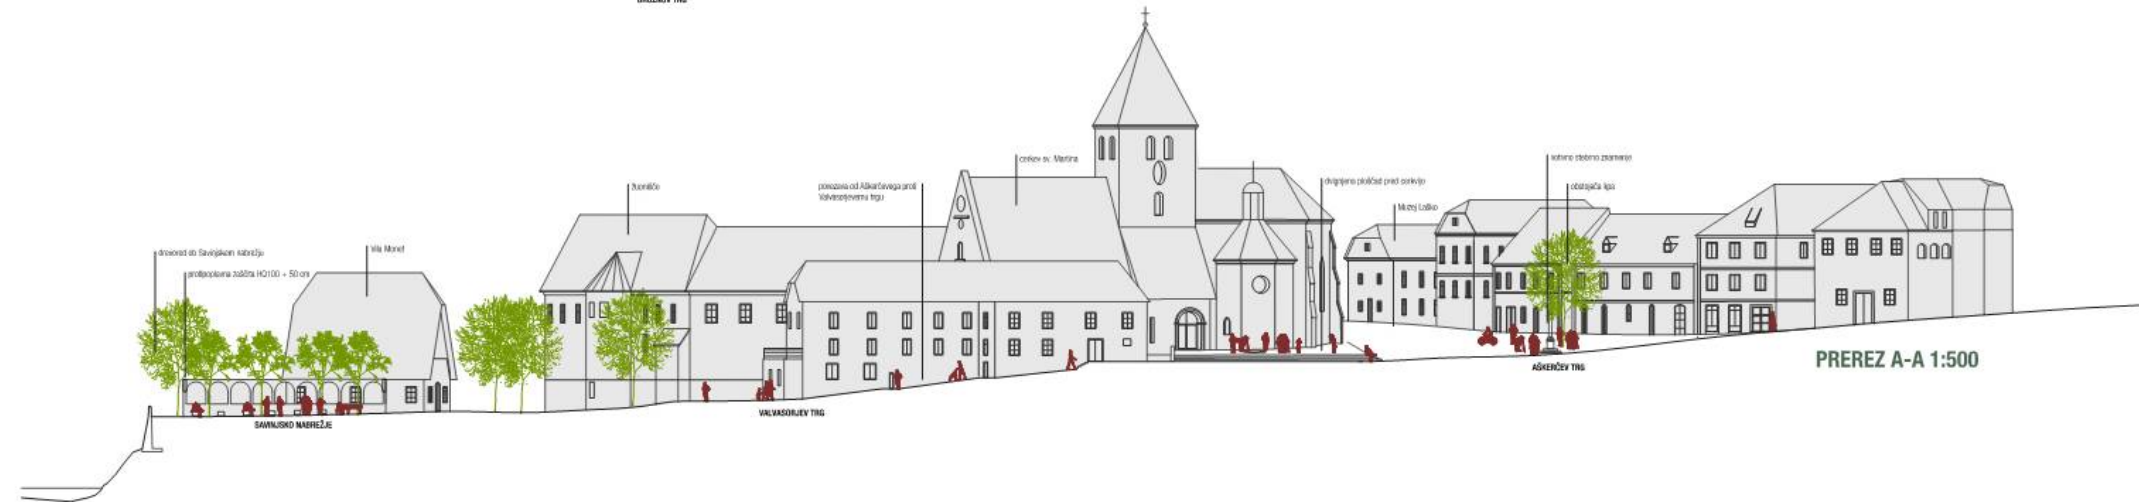 cerkev sv. Martina
votivno stebrno znamenje
dvignjena ploščad pred cerkvijo
župnišče
povezava od Aškerčevega proti
Valvasorjevemu trgu
obstoječa lipa
Muzej Laško
drevored ob Savinjskem nabrežju
Vila Monet
protipoplavna zaščita HQ100 + 50 cm
PREREZ A-A 1:500
AŠKERČEV TRG
VALVASORJEV TRG
SAVINJSKO NABREŽJE